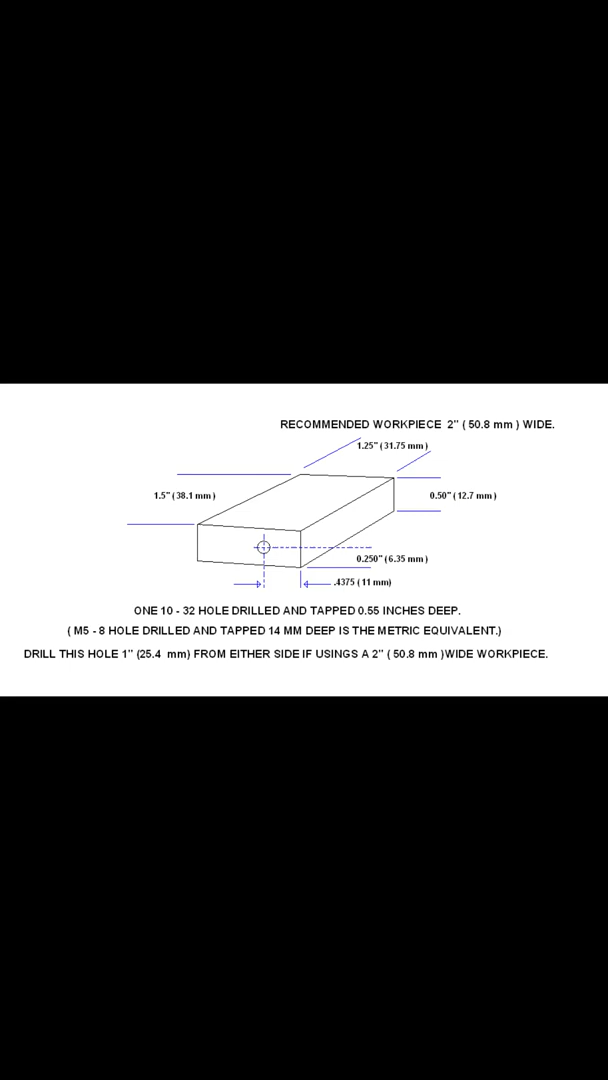 RECOMMENDED WORKPIECE 2" ( 50.8 mm ) WIDE.
1.25" ( 31.75 mm )
1.5" (38.1 mm )
0.50" (12.7 mm )
0.250" (6.35 mm )
.4375 ( 11 mm)
ONE 10 - 32 HOLE DRILLED AND TAPPED 0.55 INCHES DEEP.
( M5 - 8 HOLE DRILLED AND TAPPED 14 MM DEEP IS THE METRIC EQUIVALENT.)
DRILL THIS HOLE 1" (25.4 mm) FROM EITHER SIDE IF USINGS A 2" ( 50.8 mm )WIDE WORKPIECE.